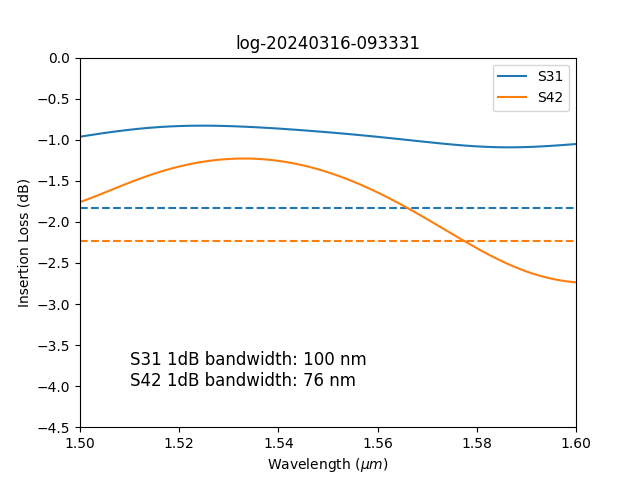 log-20240316-093331
0.0
−0.5
−1.0
−1.5
−2.0
−2.5
−3.0
−3.5
−4.0
−4.5
Insertion Loss (dB)
S31
S42
S31 1dB bandwidth: 100 nm
S42 1dB bandwidth: 76 nm
1.50 1.52 1.54 1.56 1.58 1.60
Wavelength (μm)